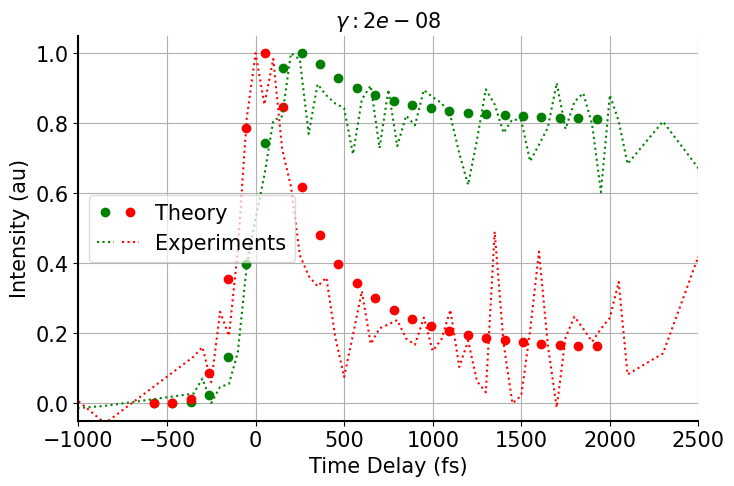 γ : 2e − 08
Intensity (au)
1.0
0.8
0.6
0.4
0.2
0.0
Theory
Experiments
−1000 −500 0 500 1000 1500 2000 2500
Time Delay (fs)